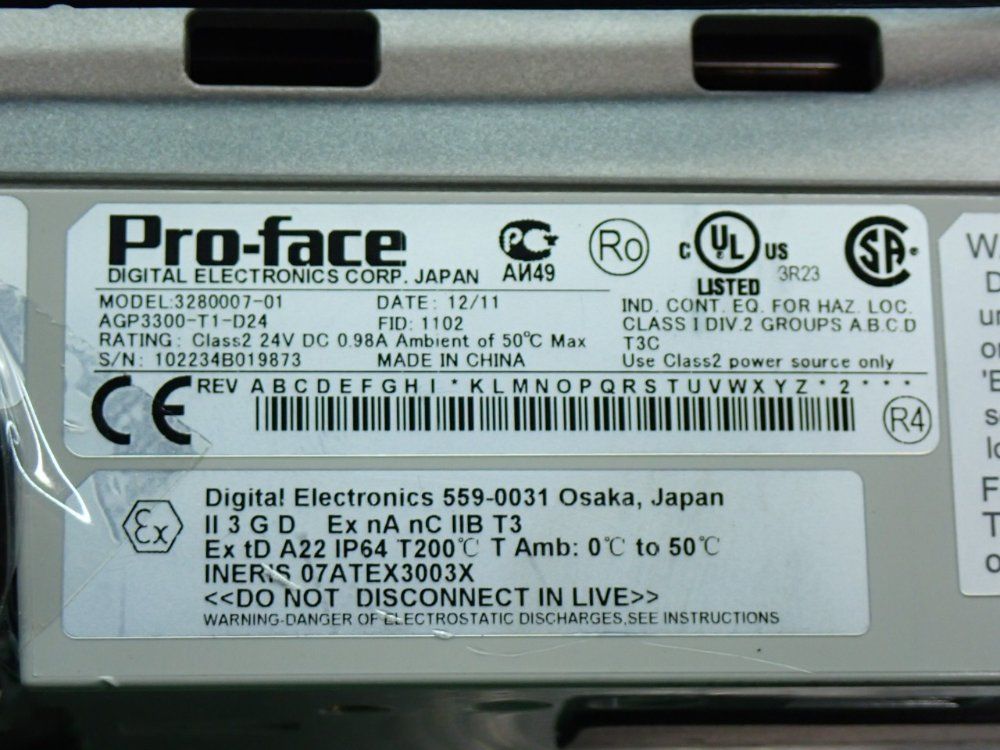 Pro-face
DIGITAL ELECTRONICS CORP. JAPAN
PC
АИ49
Ro
C UL US
LISTED
3R23
SA
MODEL:3280007-01
DATE: 12/11
AGP3300-T1-D24
FID: 1102
RATING: Class2 24V DC 0.98A Ambient of 50℃ Max
S/N: 102234B019873
MADE IN CHINA
IND. CONT. EQ. FOR HAZ. LOC.
CLASS I DIV.2 GROUPS A.B.C.D
T3C
Use Class2 power source only
CE
REV A B C D E F G H I * K L M N O P Q R S T U V W X Y Z * 2 * * *
R4
Ex
Digital Electronics 559-0031 Osaka, Japan
II 3 G D Ex nA nC IIB T3
Ex tD A22 IP64 T200℃ T Amb: 0℃ to 50℃
INERIS 07ATEX3003X
<<DO NOT DISCONNECT IN LIVE>>
WARNING-DANGER OF ELECTROSTATIC DISCHARGES,SEE INSTRUCTIONS